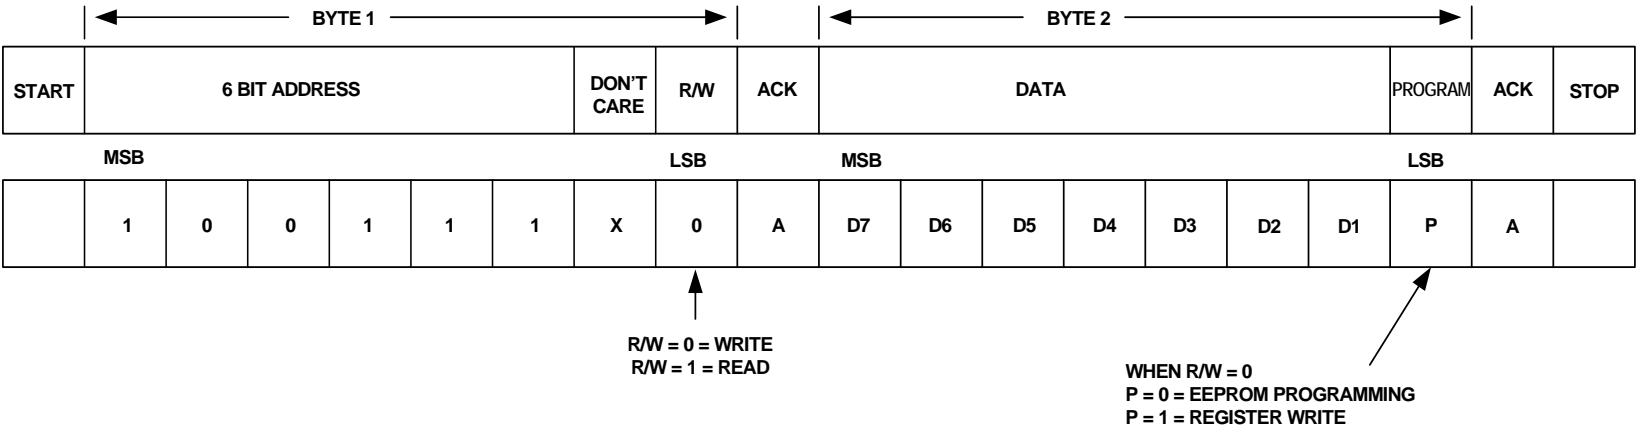 BYTE 1 BYTE 2
START 6 BIT ADDRESS DON'T CARE R/W ACK DATA PROGRAM ACK STOP
MSB LSB MSB LSB
1 0 0 1 1 1 X 0 A D7 D6 D5 D4 D3 D2 D1 P A
R/W = 0 = WRITE
R/W = 1 = READ
WHEN R/W = 0
P = 0 = EEPROM PROGRAMMING
P = 1 = REGISTER WRITE